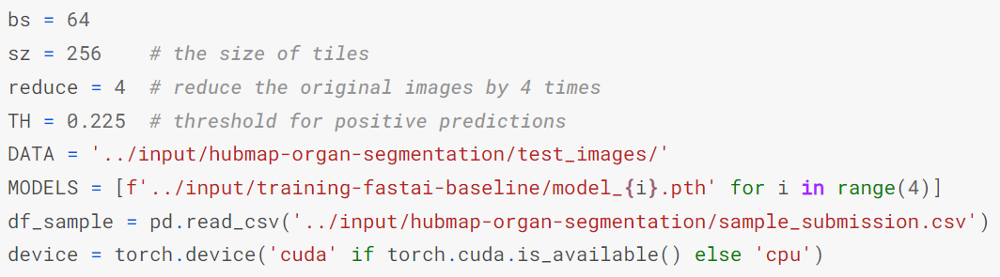 bs = 64
sz = 256    # the size of tiles
reduce = 4  # reduce the original images by 4 times
TH = 0.225  # threshold for positive predictions
DATA = '../input/hubmap-organ-segmentation/test_images/'
MODELS = [f'../input/training-fastai-baseline/model_{i}.pth' for i in range(4)]
df_sample = pd.read_csv('../input/hubmap-organ-segmentation/sample_submission.csv')
device = torch.device('cuda' if torch.cuda.is_available() else 'cpu')